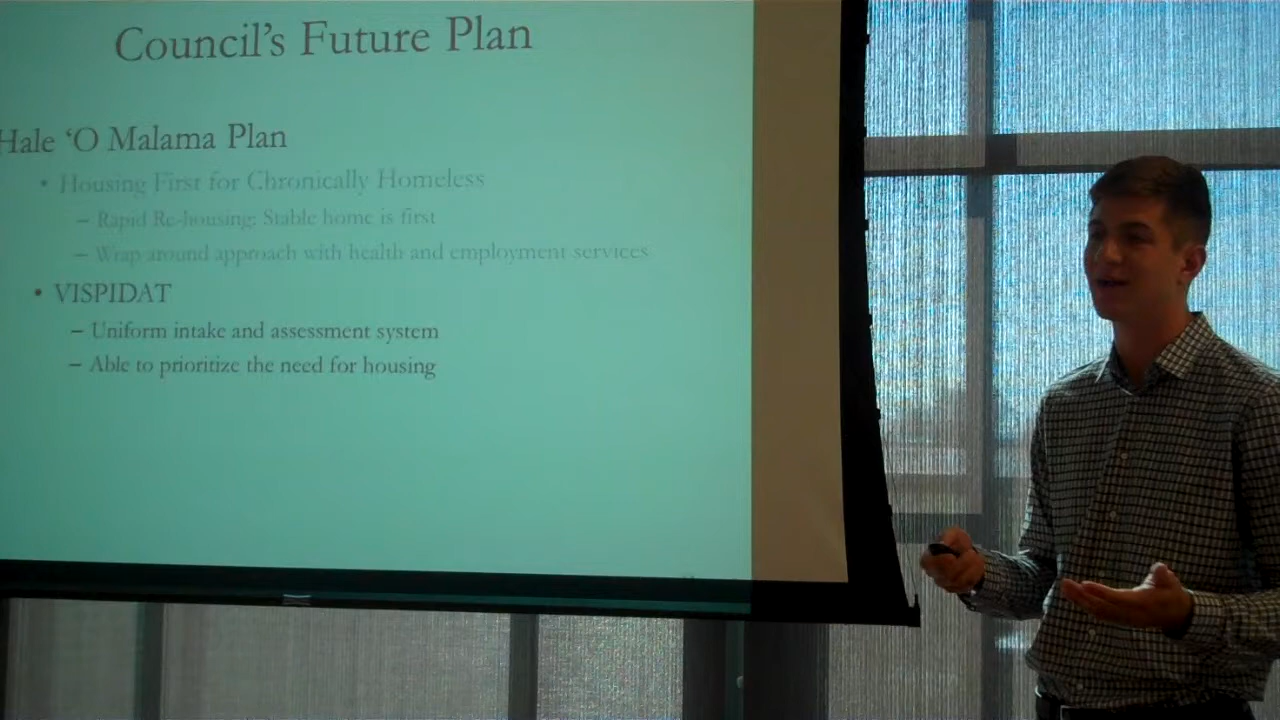 Council's Future Plan
Hale 'O Malama Plan
• Housing First for Chronically Homeless
– Rapid Re-housing: Stable home is first
– Wrap around approach with health and employment services
• VISPIDAT
– Uniform intake and assessment system
– Able to prioritize the need for housing